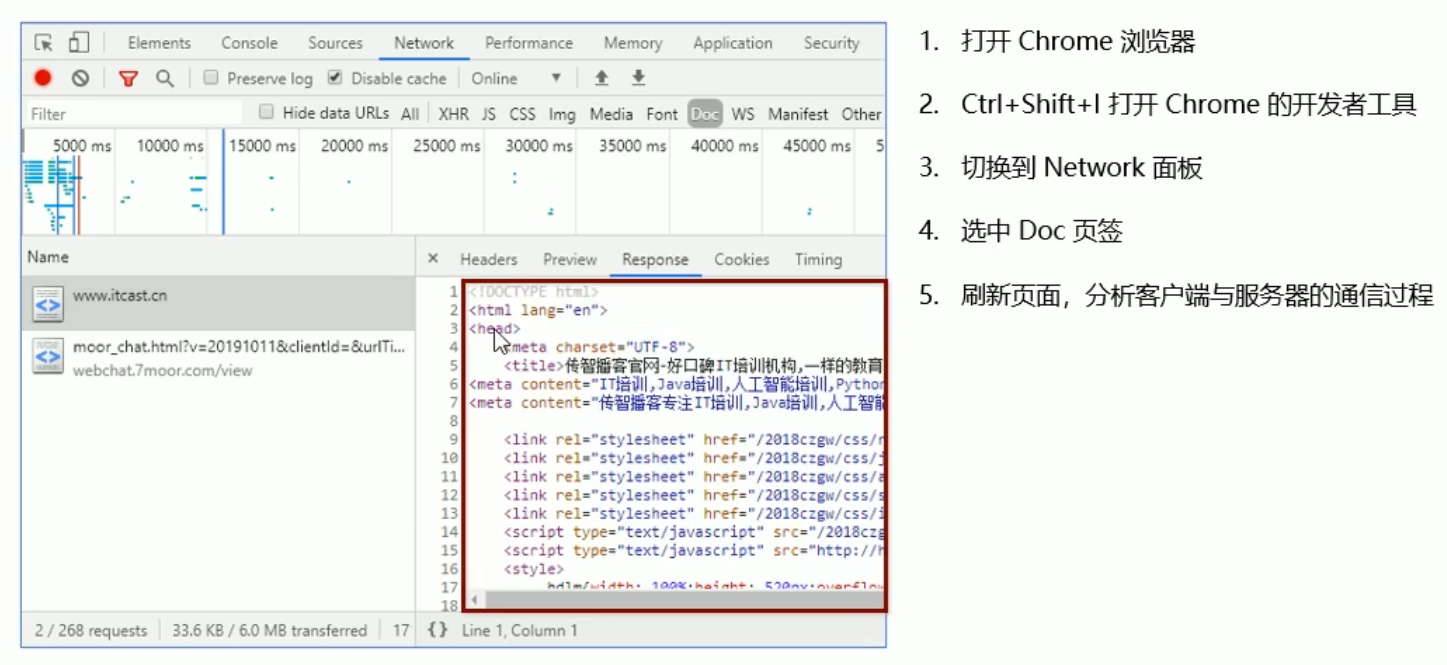 Elements Console Sources Network Performance Memory Application Security
Preserve log Disable cache Online
Filter Hide data URLs All XHR JS CSS Img Media Font Doc WS Manifest Other
5000 ms 10000 ms 15000 ms 20000 ms 25000 ms 30000 ms 35000 ms 40000 ms 45000 ms 5
Name
www.itcast.cn
moor_chat.html?v=20191011&clientId=&urlTi...
webchat.7moor.com/view
2 / 268 requests 33.6 KB / 6.0 MB transferred 17
× Headers Preview Response Cookies Timing
1 <!DOCTYPE html>
2 <html lang="en">
3 <head>
4 <meta charset="UTF-8">
5 <title>传智播客官网-好口碑IT培训机构,一样的教育
6 <meta content="IT培训,Java培训,人工智能培训,Python
7 <meta content="传智播客专注IT培训,Java培训,人工智能
8
9 <link rel="stylesheet" href="/2018czgw/css/r
10 <link rel="stylesheet" href="/2018czgw/css/j
11 <link rel="stylesheet" href="/2018czgw/css/a
12 <link rel="stylesheet" href="/2018czgw/css/s
13 <link rel="stylesheet" href="/2018czgw/css/i
14 <script type="text/javascript" src="/2018czg
15 <script type="text/javascript" src="http://h
16 <style>
17 width: 100%;height: 520px;overflow
18
{} Line 1, Column 1
1. 打开 Chrome 浏览器
2. Ctrl+Shift+I 打开 Chrome 的开发者工具
3. 切换到 Network 面板
4. 选中 Doc 页签
5. 刷新页面，分析客户端与服务器的通信过程